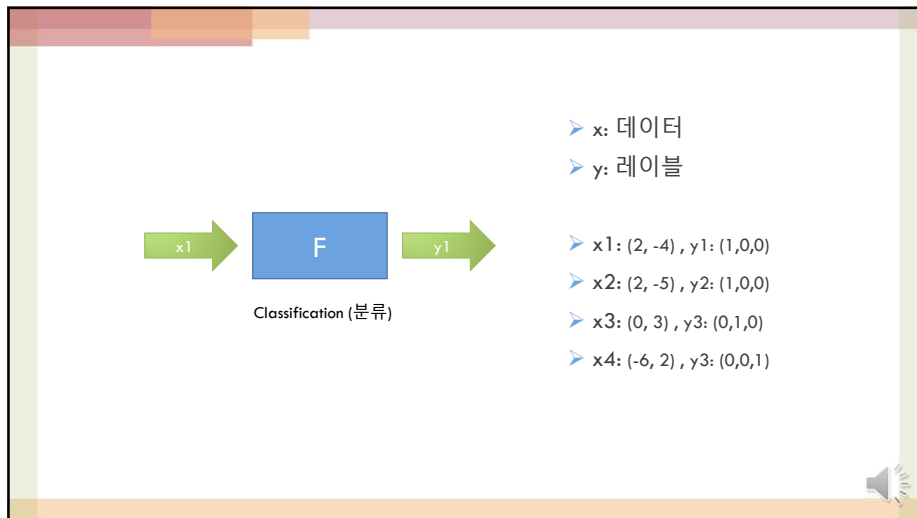 x: 데이터
y: 레이블
x1
F
y1
Classification (분류)
x1: (2, -4) , y1: (1,0,0)
x2: (2, -5) , y2: (1,0,0)
x3: (0, 3) , y3: (0,1,0)
x4: (-6, 2) , y3: (0,0,1)